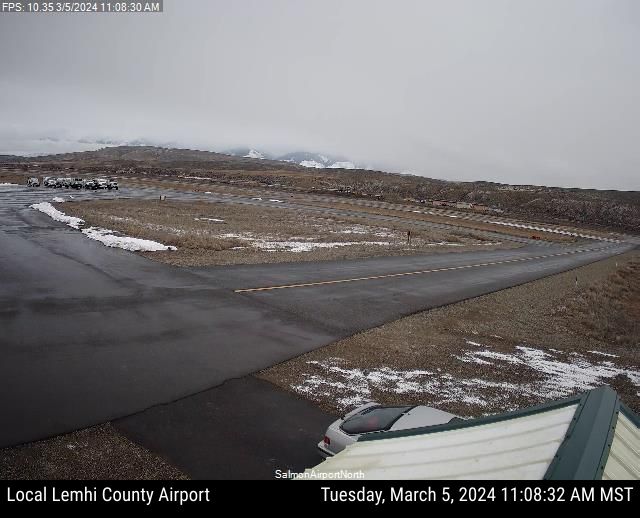 FPS: 10.35 3/5/2024 11:08:30 AM
SalmonAirportNorth
Local Lemhi County Airport Tuesday, March 5, 2024 11:08:32 AM MST